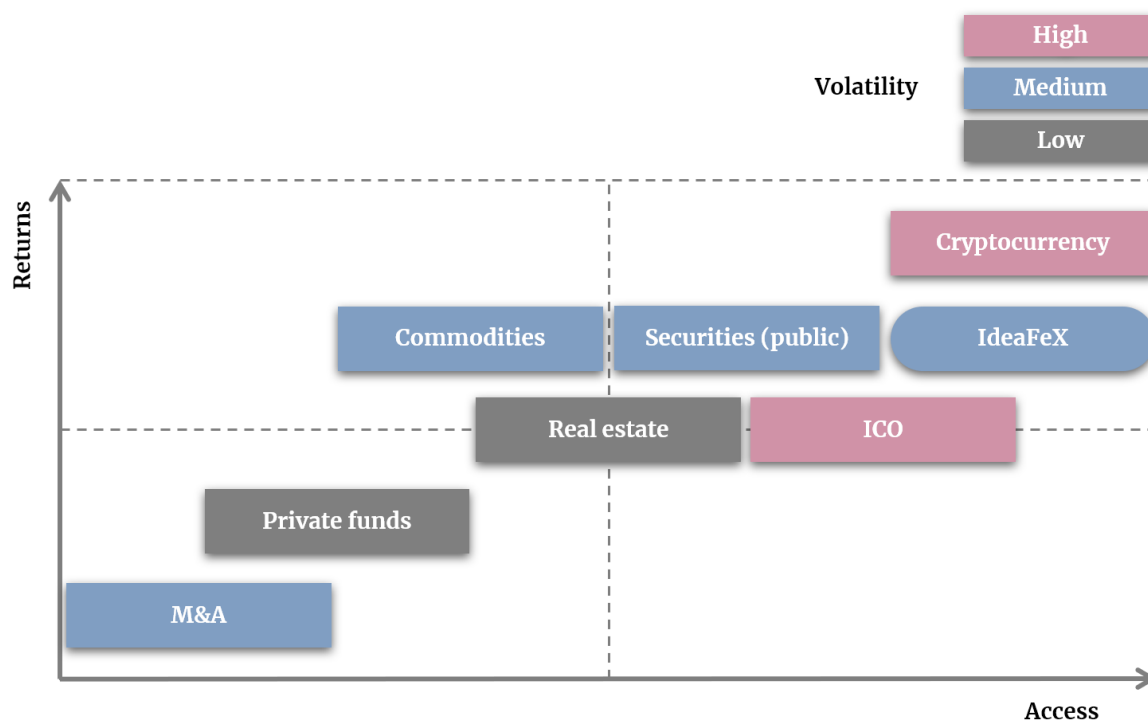 High
Volatility
Medium
Low
Returns
Cryptocurrency
Commodities
Securities (public)
IdeaFeX
Real estate
ICO
Private funds
M&A
Access